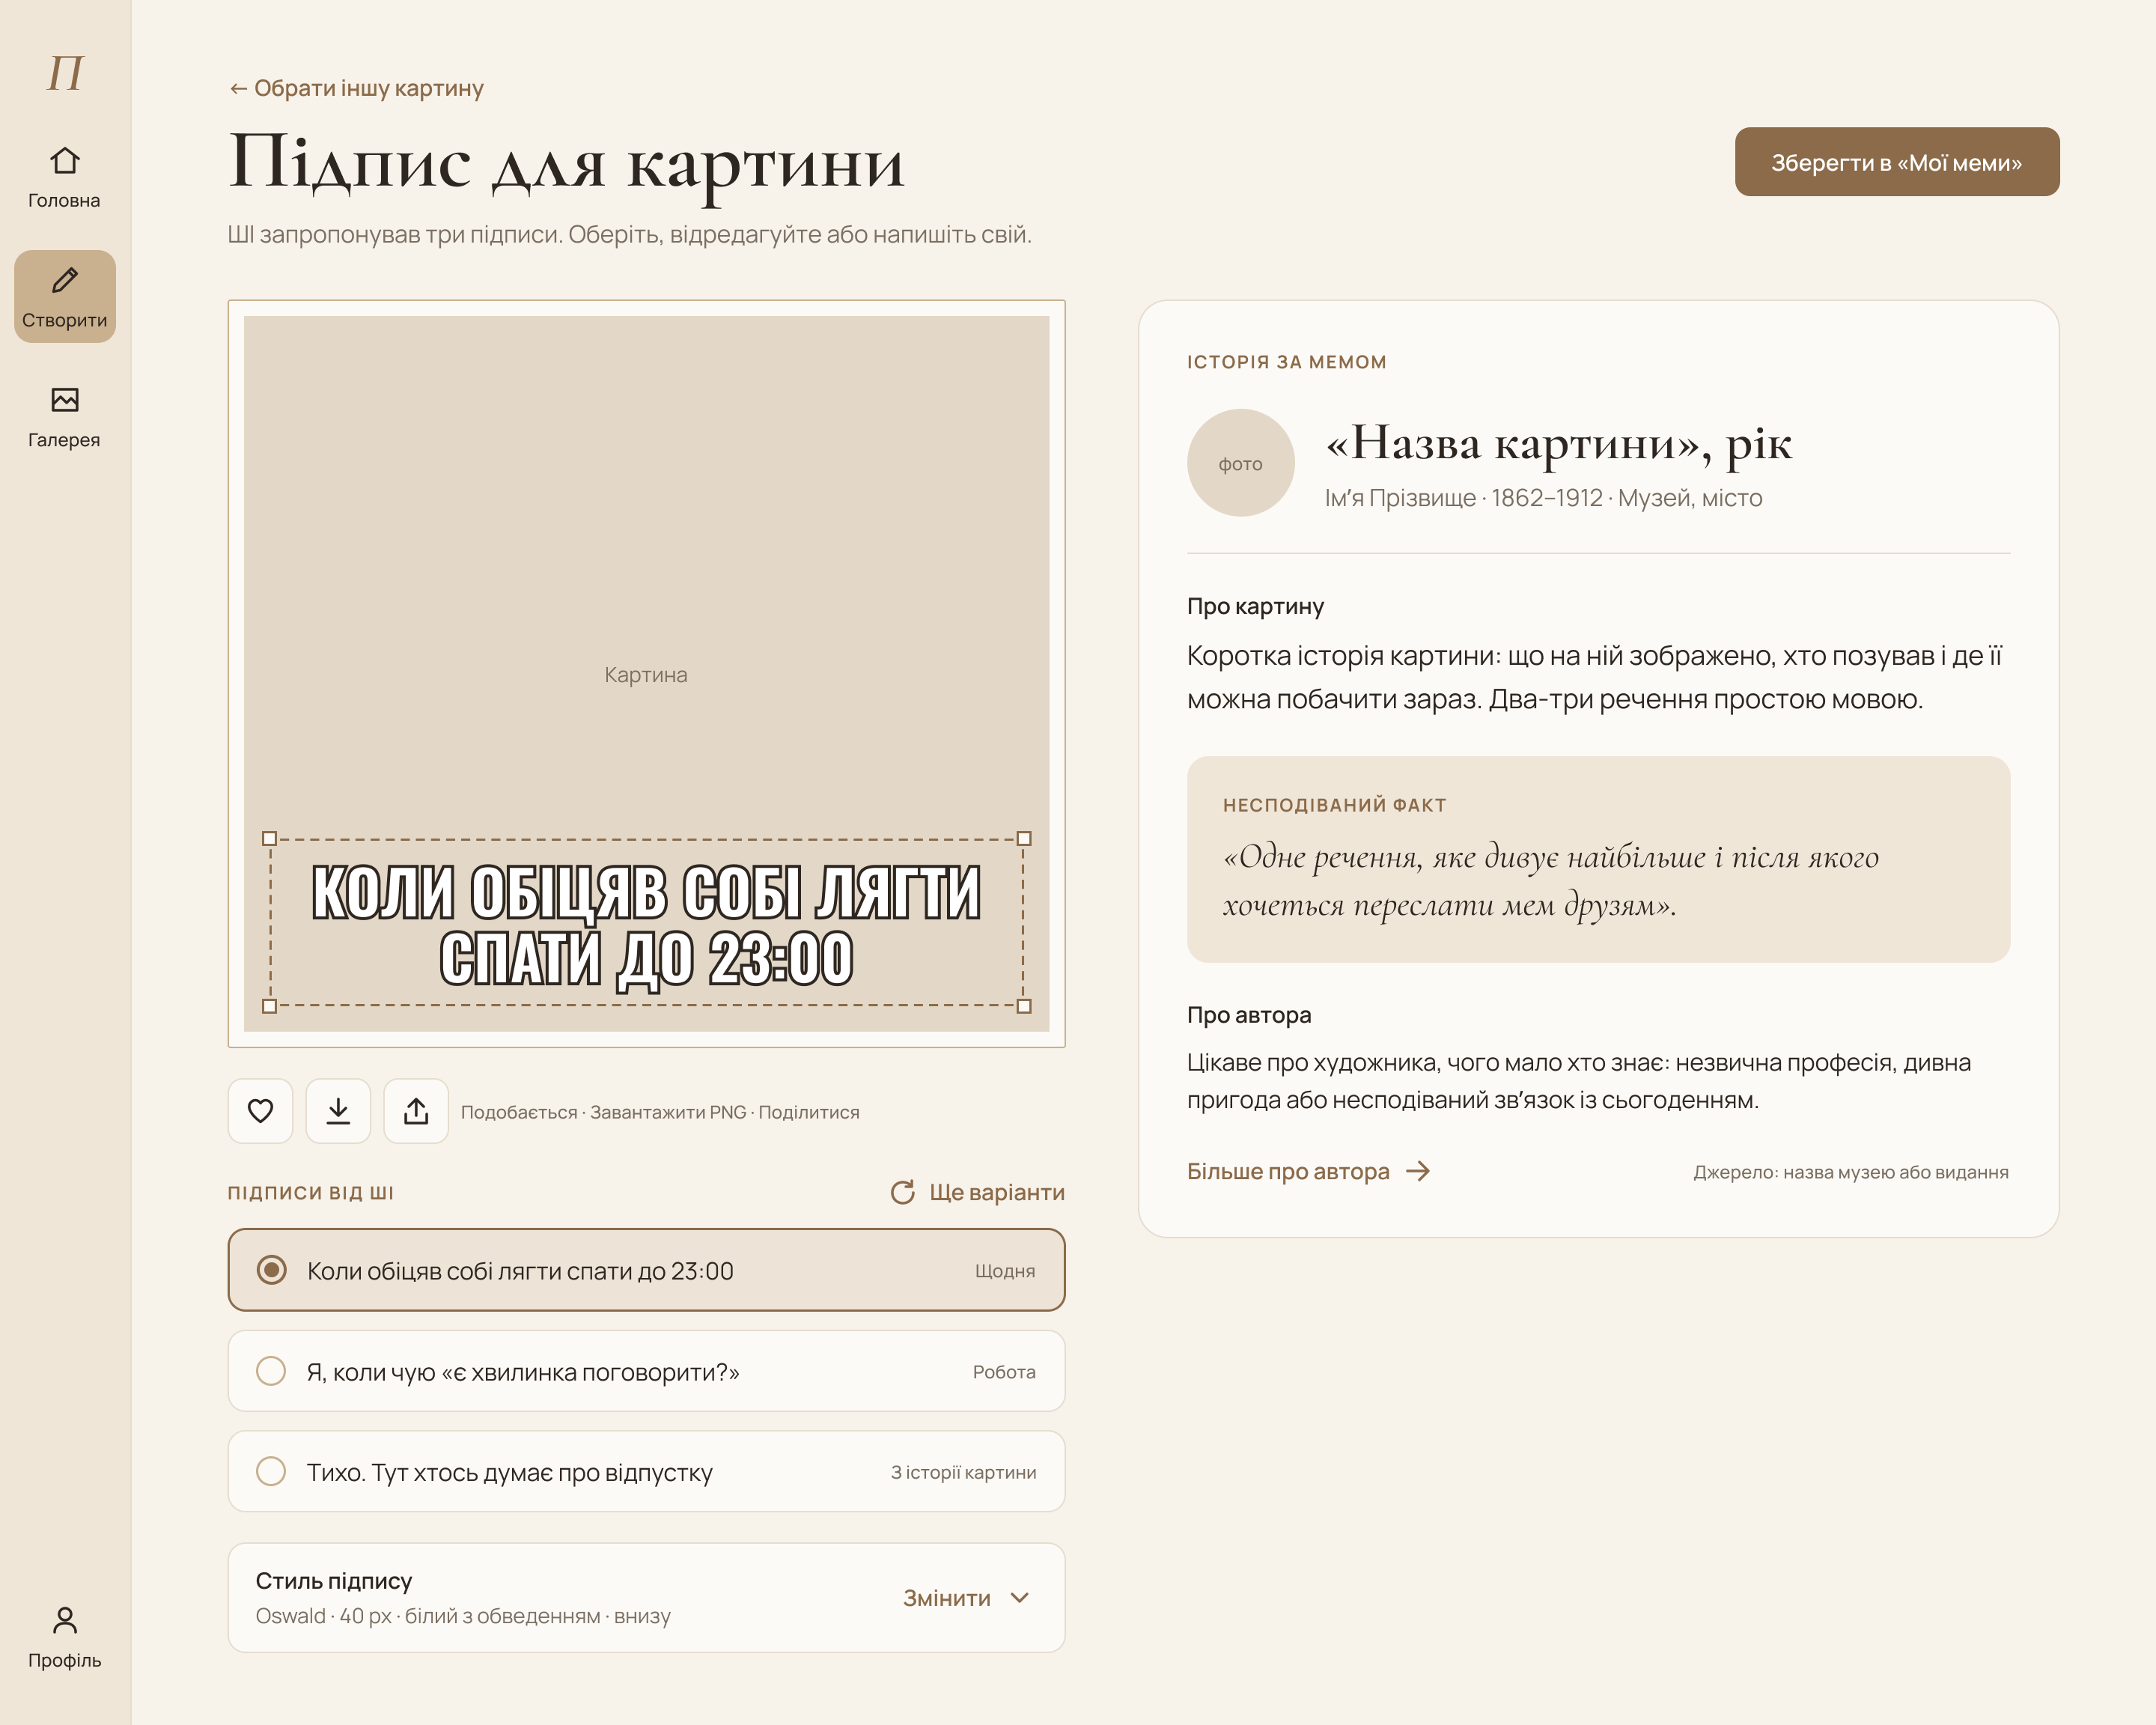 П
Головна
Створити
Галерея
Профіль
← Обрати іншу картину
Підпис для картини
ШІ запропонував три підписи. Оберіть, відредагуйте або напишіть свій.
Зберегти в «Мої меми»
Картина
КОЛИ ОБІЦЯВ СОБІ ЛЯГТИ
СПАТИ ДО 23:00
Подобається · Завантажити PNG · Поділитися
ПІДПИСИ ВІД ШІ
Ще варіанти
Коли обіцяв собі лягти спати до 23:00
Щодня
Я, коли чую «є хвилинка поговорити?»
Робота
Тихо. Тут хтось думає про відпустку
З історії картини
Стиль підпису
Oswald · 40 px · білий з обведенням · внизу
Змінити
ІСТОРІЯ ЗА МЕМОМ
фото
«Назва картини», рік
Ім’я Прізвище · 1862–1912 · Музей, місто
Про картину
Коротка історія картини: що на ній зображено, хто позував і де її
можна побачити зараз. Два-три речення простою мовою.
НЕСПОДІВАНИЙ ФАКТ
«Одне речення, яке дивує найбільше і після якого
хочеться переслати мем друзям».
Про автора
Цікаве про художника, чого мало хто знає: незвична професія, дивна
пригода або несподіваний зв’язок із сьогоденням.
Більше про автора →
Джерело: назва музею або видання